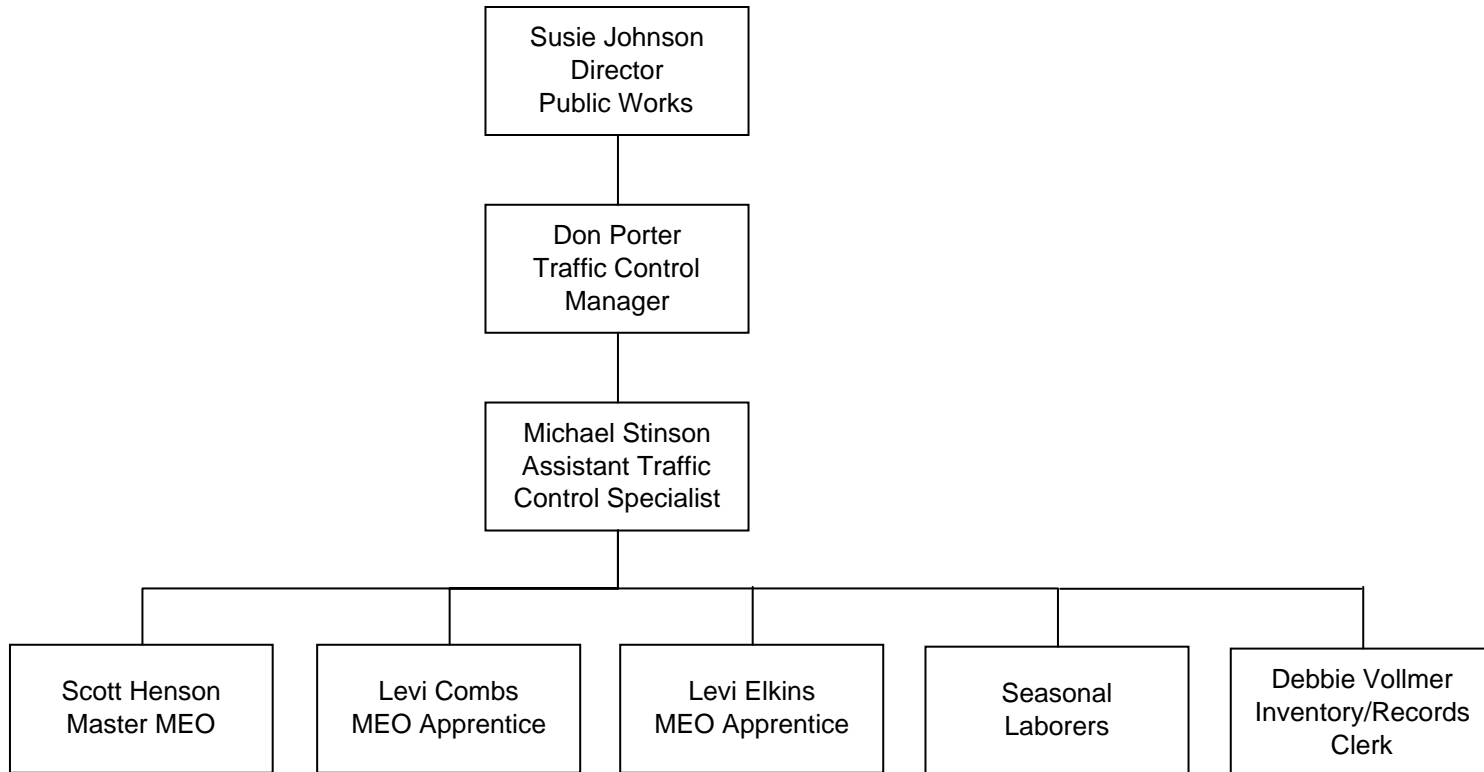 Susie Johnson
Director
Public Works
Don Porter
Traffic Control
Manager
Michael Stinson
Assistant Traffic
Control Specialist
Scott Henson
Master MEO
Levi Combs
MEO Apprentice
Levi Elkins
MEO Apprentice
Seasonal
Laborers
Debbie Vollmer
Inventory/Records
Clerk